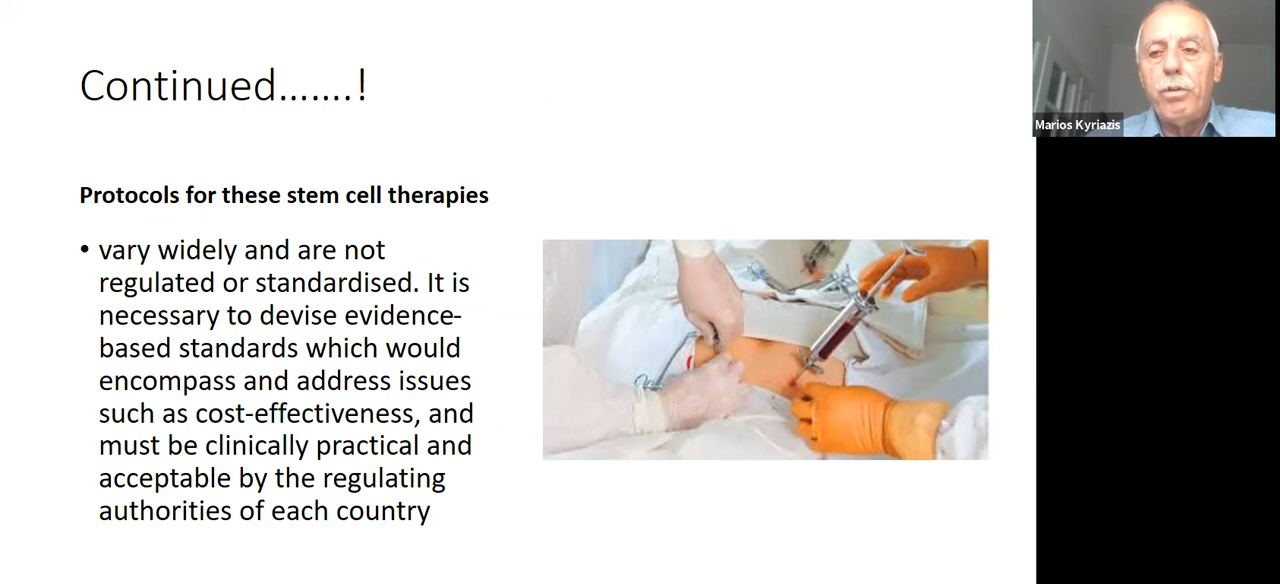 Continued.......!
Protocols for these stem cell therapies
• vary widely and are not
regulated or standardised. It is
necessary to devise evidence-
based standards which would
encompass and address issues
such as cost-effectiveness, and
must be clinically practical and
acceptable by the regulating
authorities of each country
Marios Kyriazis